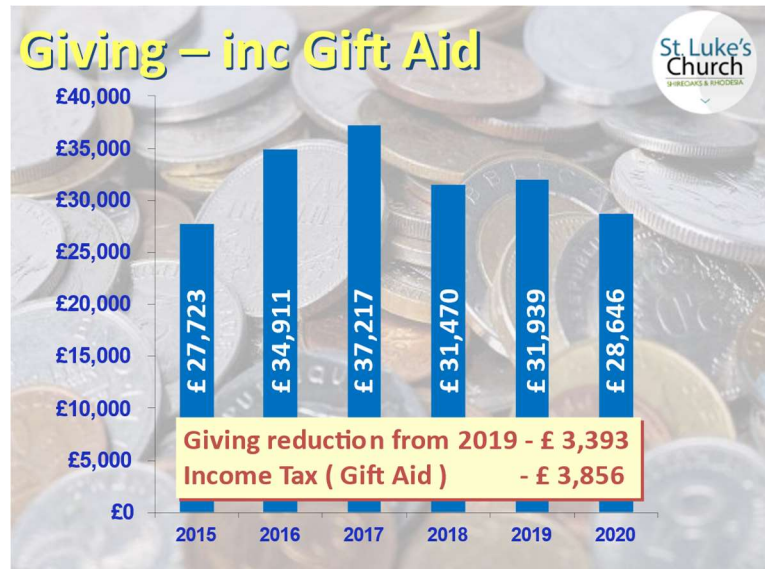 Giving – inc Gift Aid
St. Luke's
Church
SHIREOAKS & RHODESIA
£40,000
£35,000
£30,000
£25,000
£20,000
£15,000
£10,000
£5,000
£0
£ 27,723
£ 34,911
£ 37,217
£ 31,470
£ 31,939
£ 28,646
Giving reduction from 2019 - £ 3,393
Income Tax ( Gift Aid ) - £ 3,856
2015 2016 2017 2018 2019 2020